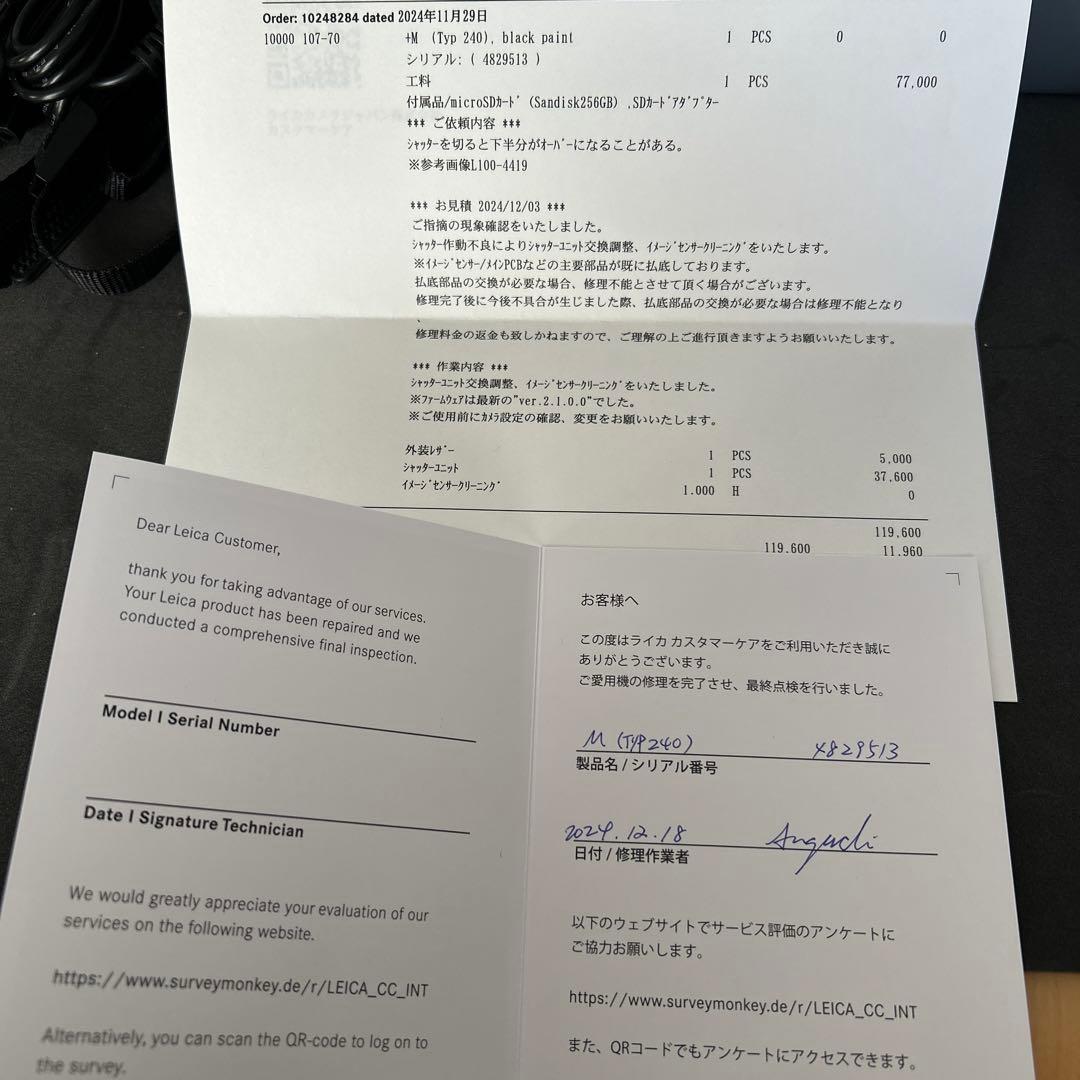 Order: 10248284 dated 2024年11月29日
10000 107-70 +M (Typ 240), black paint 1 PCS 0 0
シリアル: ( 4829513 )
工料 1 PCS 77,000
付属品/microSDｶｰﾄﾞ (Sandisk256GB) ,SDｶｰﾄﾞｱﾀﾞﾌﾟﾀｰ
*** ご依頼内容 ***
ｼｬｯﾀｰを切ると下半分がｵｰﾊﾞｰになることがある。
※参考画像L100-4419
*** お見積 2024/12/03 ***
ご指摘の現象確認をいたしました。
ｼｬｯﾀｰ作動不良によりｼｬｯﾀｰﾕﾆｯﾄ交換調整、ｲﾒｰｼﾞｾﾝｻｰｸﾘｰﾆﾝｸﾞをいたします。
※ｲﾒｰｼﾞｾﾝｻｰ/ﾒｲﾝPCBなどの主要部品が既に払底しております。
払底部品の交換が必要な場合、修理不能とさせて頂く場合がございます。
修理完了後に今後不具合が生じました際、払底部品の交換が必要な場合は修理不能となり
、
修理料金の返金も致しかねますので、ご理解の上ご進行頂きますようお願いいたします。
*** 作業内容 ***
ｼｬｯﾀｰﾕﾆｯﾄ交換調整、ｲﾒｰｼﾞｾﾝｻｰｸﾘｰﾆﾝｸﾞをいたしました。
※ﾌｧｰﾑｳｪｱは最新の"ver.2.1.0.0"でした。
※ご使用前にｶﾒﾗ設定の確認、変更をお願いいたします。
外装ﾚｻﾞｰ 1 PCS 5,000
ｼｬｯﾀｰﾕﾆｯﾄ 1 PCS 37,600
ｲﾒｰｼﾞｾﾝｻｰｸﾘｰﾆﾝｸﾞ 1.000 H 0
119,600
119,600 11,960
Dear Leica Customer,
thank you for taking advantage of our services.
Your Leica product has been repaired and we
conducted a comprehensive final inspection.
Model I Serial Number
Date I Signature Technician
We would greatly appreciate your evaluation of our
services on the following website.
https://www.surveymonkey.de/r/LEICA_CC_INT
Alternatively, you can scan the QR-code to log on to
the survey.
お客様へ
この度はライカ カスタマーケアをご利用いただき誠に
ありがとうございます。
ご愛用機の修理を完了させ、最終点検を行いました。
M (TYP240) 4829513
製品名 / シリアル番号
2024.12.18
日付 / 修理作業者
以下のウェブサイトでサービス評価のアンケートに
ご協力お願いします。
https://www.surveymonkey.de/r/LEICA_CC_INT
また、QRコードでもアンケートにアクセスできます。